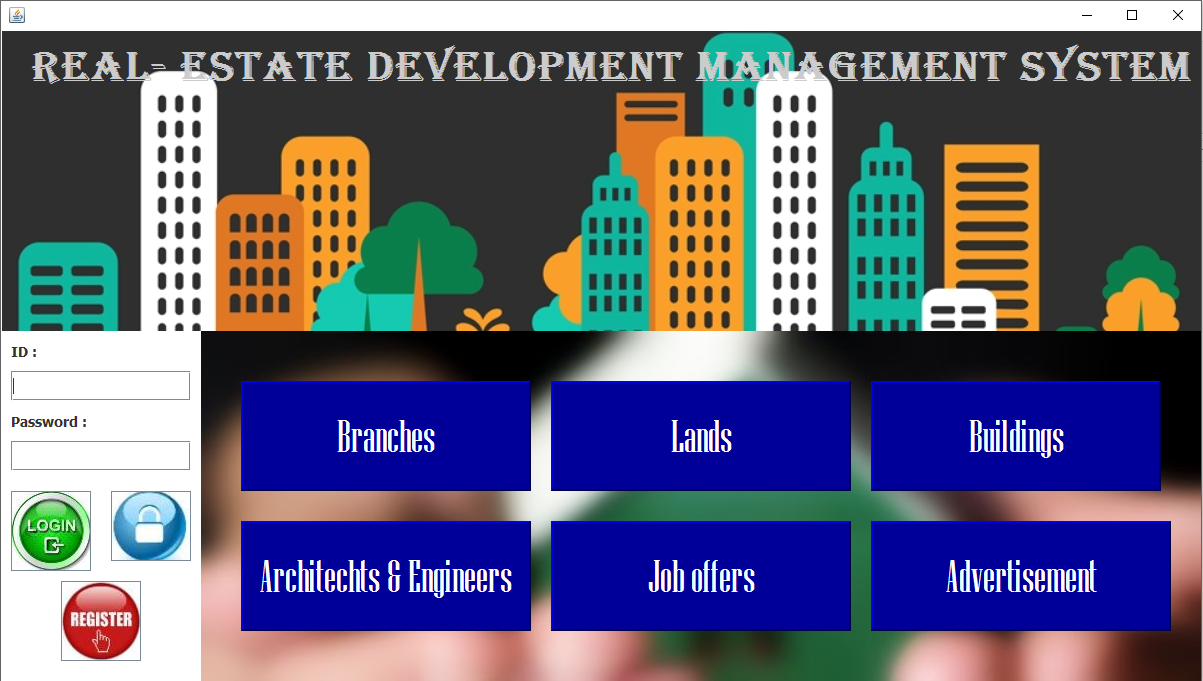 REAL- ESTATE DEVELOPMENT MANAGEMENT SYSTEM
ID :
Password :
LOGIN
REGISTER
Branches
Lands
Buildings
Architechts & Engineers
Job offers
Advertisement